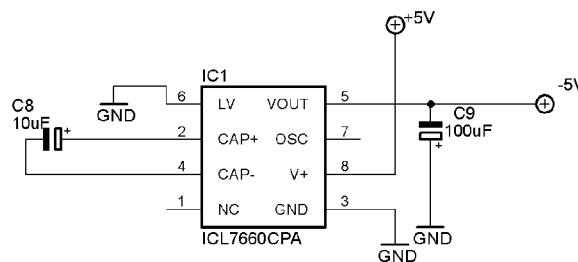 +5V
IC1
-5V
6 LV VOUT 5
GND
C8
10uF
+
2 CAP+ OSC 7
C9
100uF
+
4 CAP- V+ 8
1 NC GND 3
ICL7660CPA
GND GND